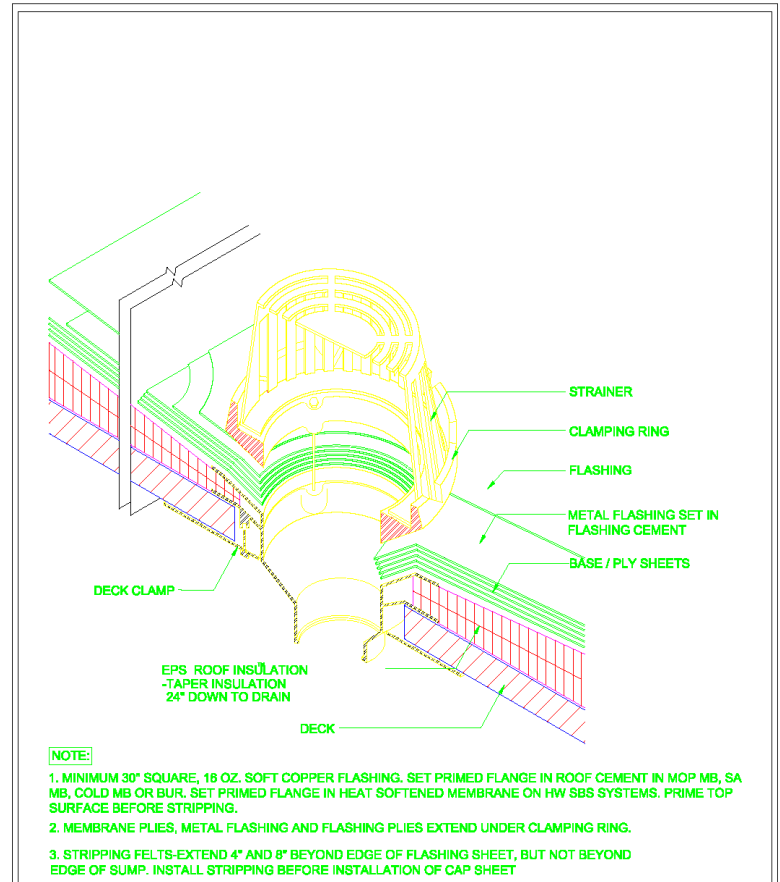 STRAINER
CLAMPING RING
FLASHING
METAL FLASHING SET IN
FLASHING CEMENT
BASE / PLY SHEETS
DECK CLAMP
EPS ROOF INSULATION
-TAPER INSULATION
24" DOWN TO DRAIN
DECK
NOTE:
1. MINIMUM 30" SQUARE, 16 OZ. SOFT COPPER FLASHING. SET PRIMED FLANGE IN ROOF CEMENT IN MOP MB, SA
MB, COLD MB OR BUR. SET PRIMED FLANGE IN HEAT SOFTENED MEMBRANE ON HW SBS SYSTEMS. PRIME TOP
SURFACE BEFORE STRIPPING.
2. MEMBRANE PLIES, METAL FLASHING AND FLASHING PLIES EXTEND UNDER CLAMPING RING.
3. STRIPPING FELTS-EXTEND 4" AND 8" BEYOND EDGE OF FLASHING SHEET, BUT NOT BEYOND
EDGE OF SUMP. INSTALL STRIPPING BEFORE INSTALLATION OF CAP SHEET